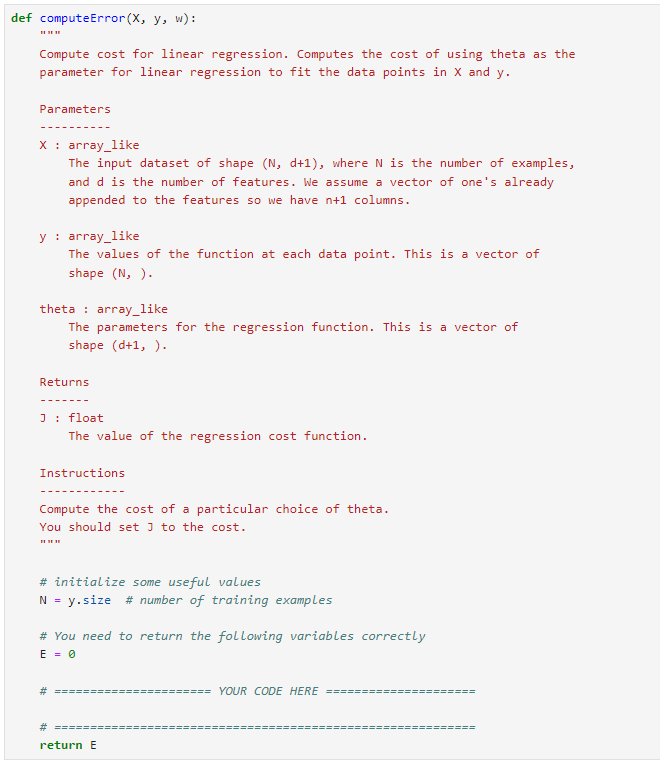 def computeError(X, y, w):
"""
Compute cost for linear regression. Computes the cost of using theta as the
parameter for linear regression to fit the data points in X and y.
Parameters
----------
X : array_like
The input dataset of shape (N, d+1), where N is the number of examples,
and d is the number of features. We assume a vector of one's already
appended to the features so we have n+1 columns.
y : array_like
The values of the function at each data point. This is a vector of
shape (N, ).
theta : array_like
The parameters for the regression function. This is a vector of
shape (d+1, ).
Returns
-------
J : float
The value of the regression cost function.
Instructions
------------
Compute the cost of a particular choice of theta.
You should set J to the cost.
"""
# initialize some useful values
N = y.size  # number of training examples
# You need to return the following variables correctly
E = 0
# ====================== YOUR CODE HERE =====================
# ===========================================================
return E